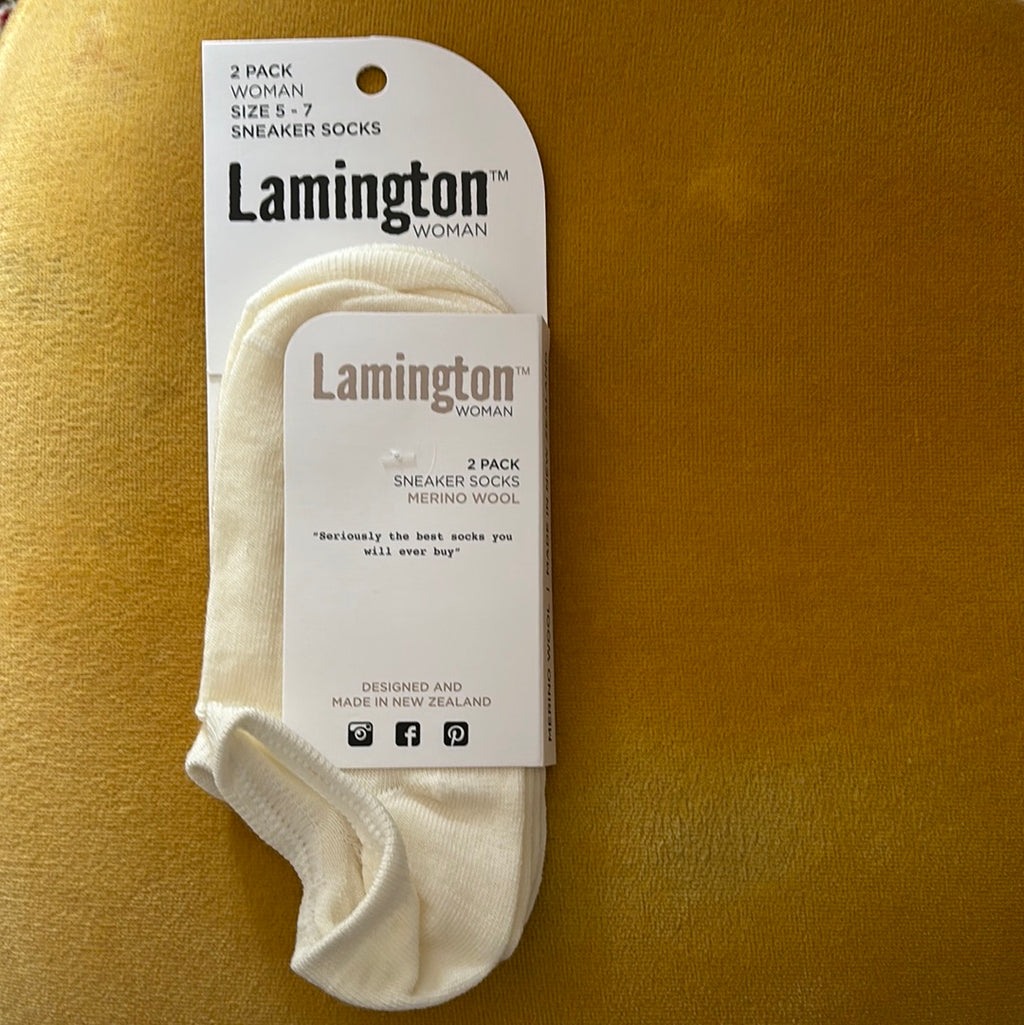 2 PACK
WOMAN
SIZE 5 - 7
SNEAKER SOCKS
Lamington™
WOMAN
Lamington™
WOMAN
2 PACK
SNEAKER SOCKS
MERINO WOOL
"Seriously the best socks you
will ever buy"
DESIGNED AND
MADE IN NEW ZEALAND
MERINO WOOL | MADE IN NEW ZEALAND